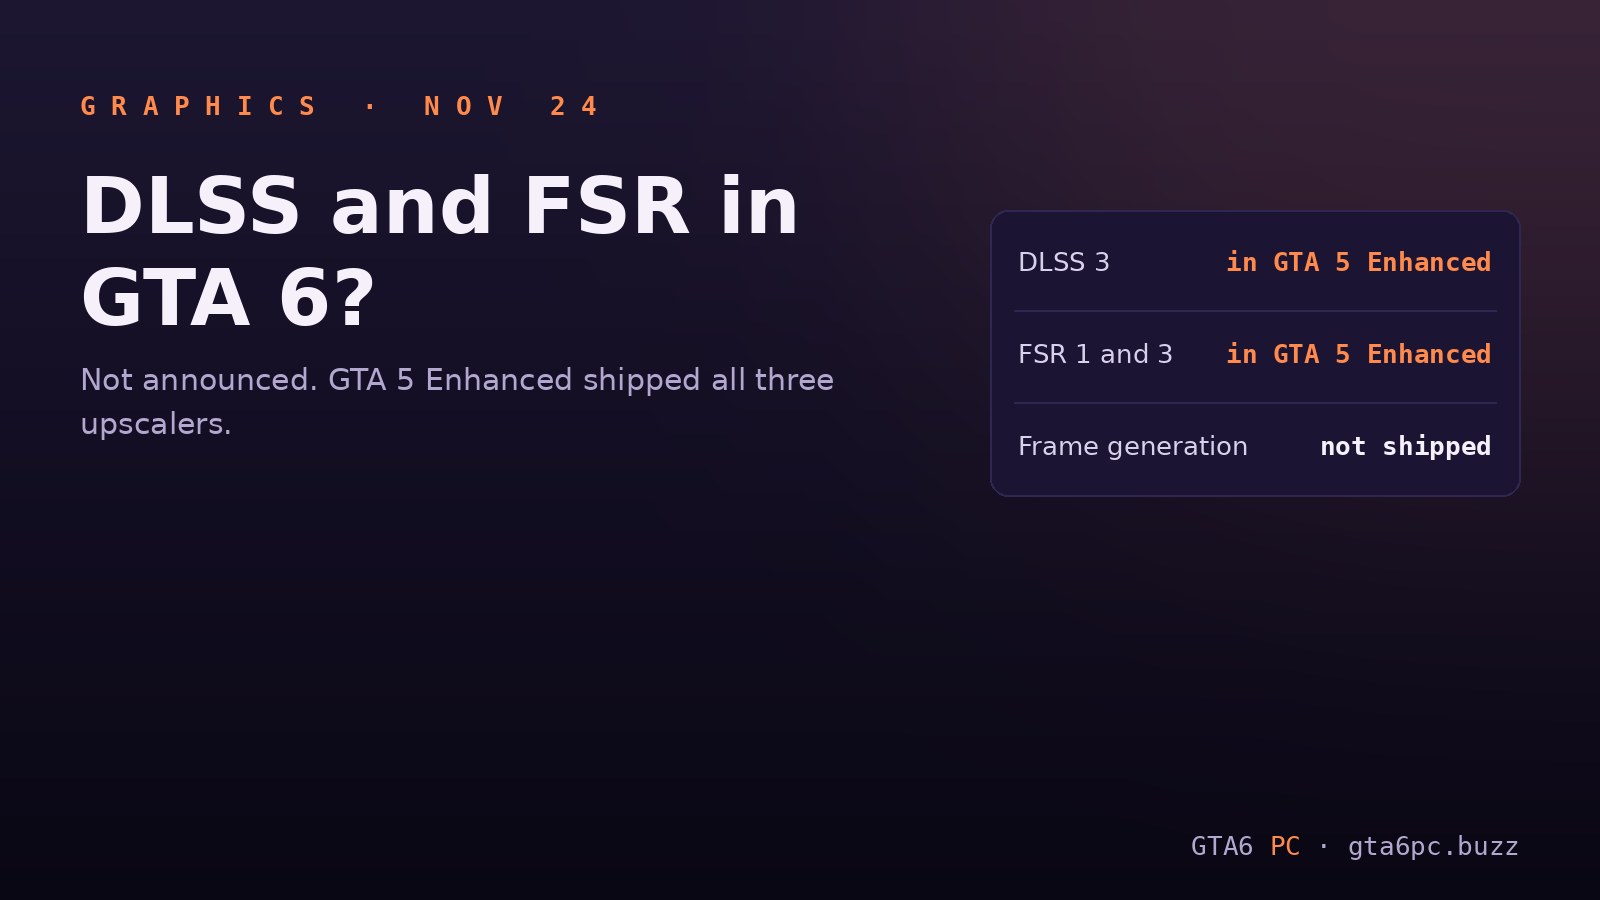 GRAPHICS · NOV 24
DLSS and FSR in
GTA 6?
Not announced. GTA 5 Enhanced shipped all three
upscalers.
DLSS 3 in GTA 5 Enhanced
FSR 1 and 3 in GTA 5 Enhanced
Frame generation not shipped
GTA6 PC · gta6pc.buzz